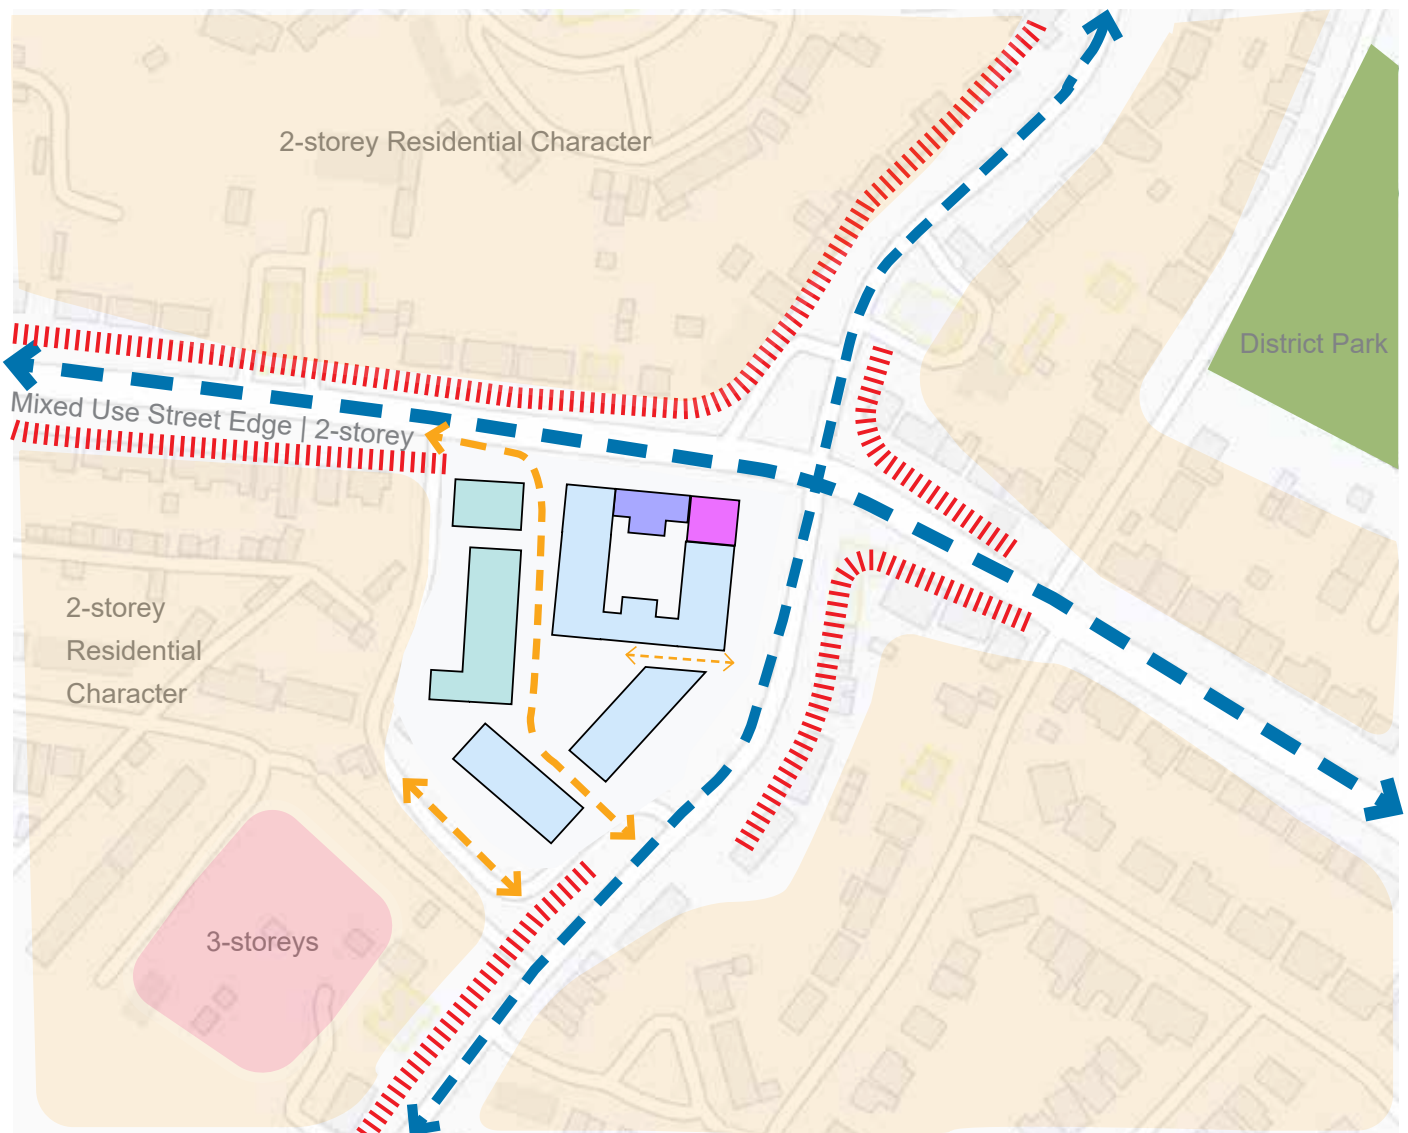 2-storey Residential Character
District Park
Mixed Use Street Edge | 2-storey
2-storey
Residential
Character
3-storeys